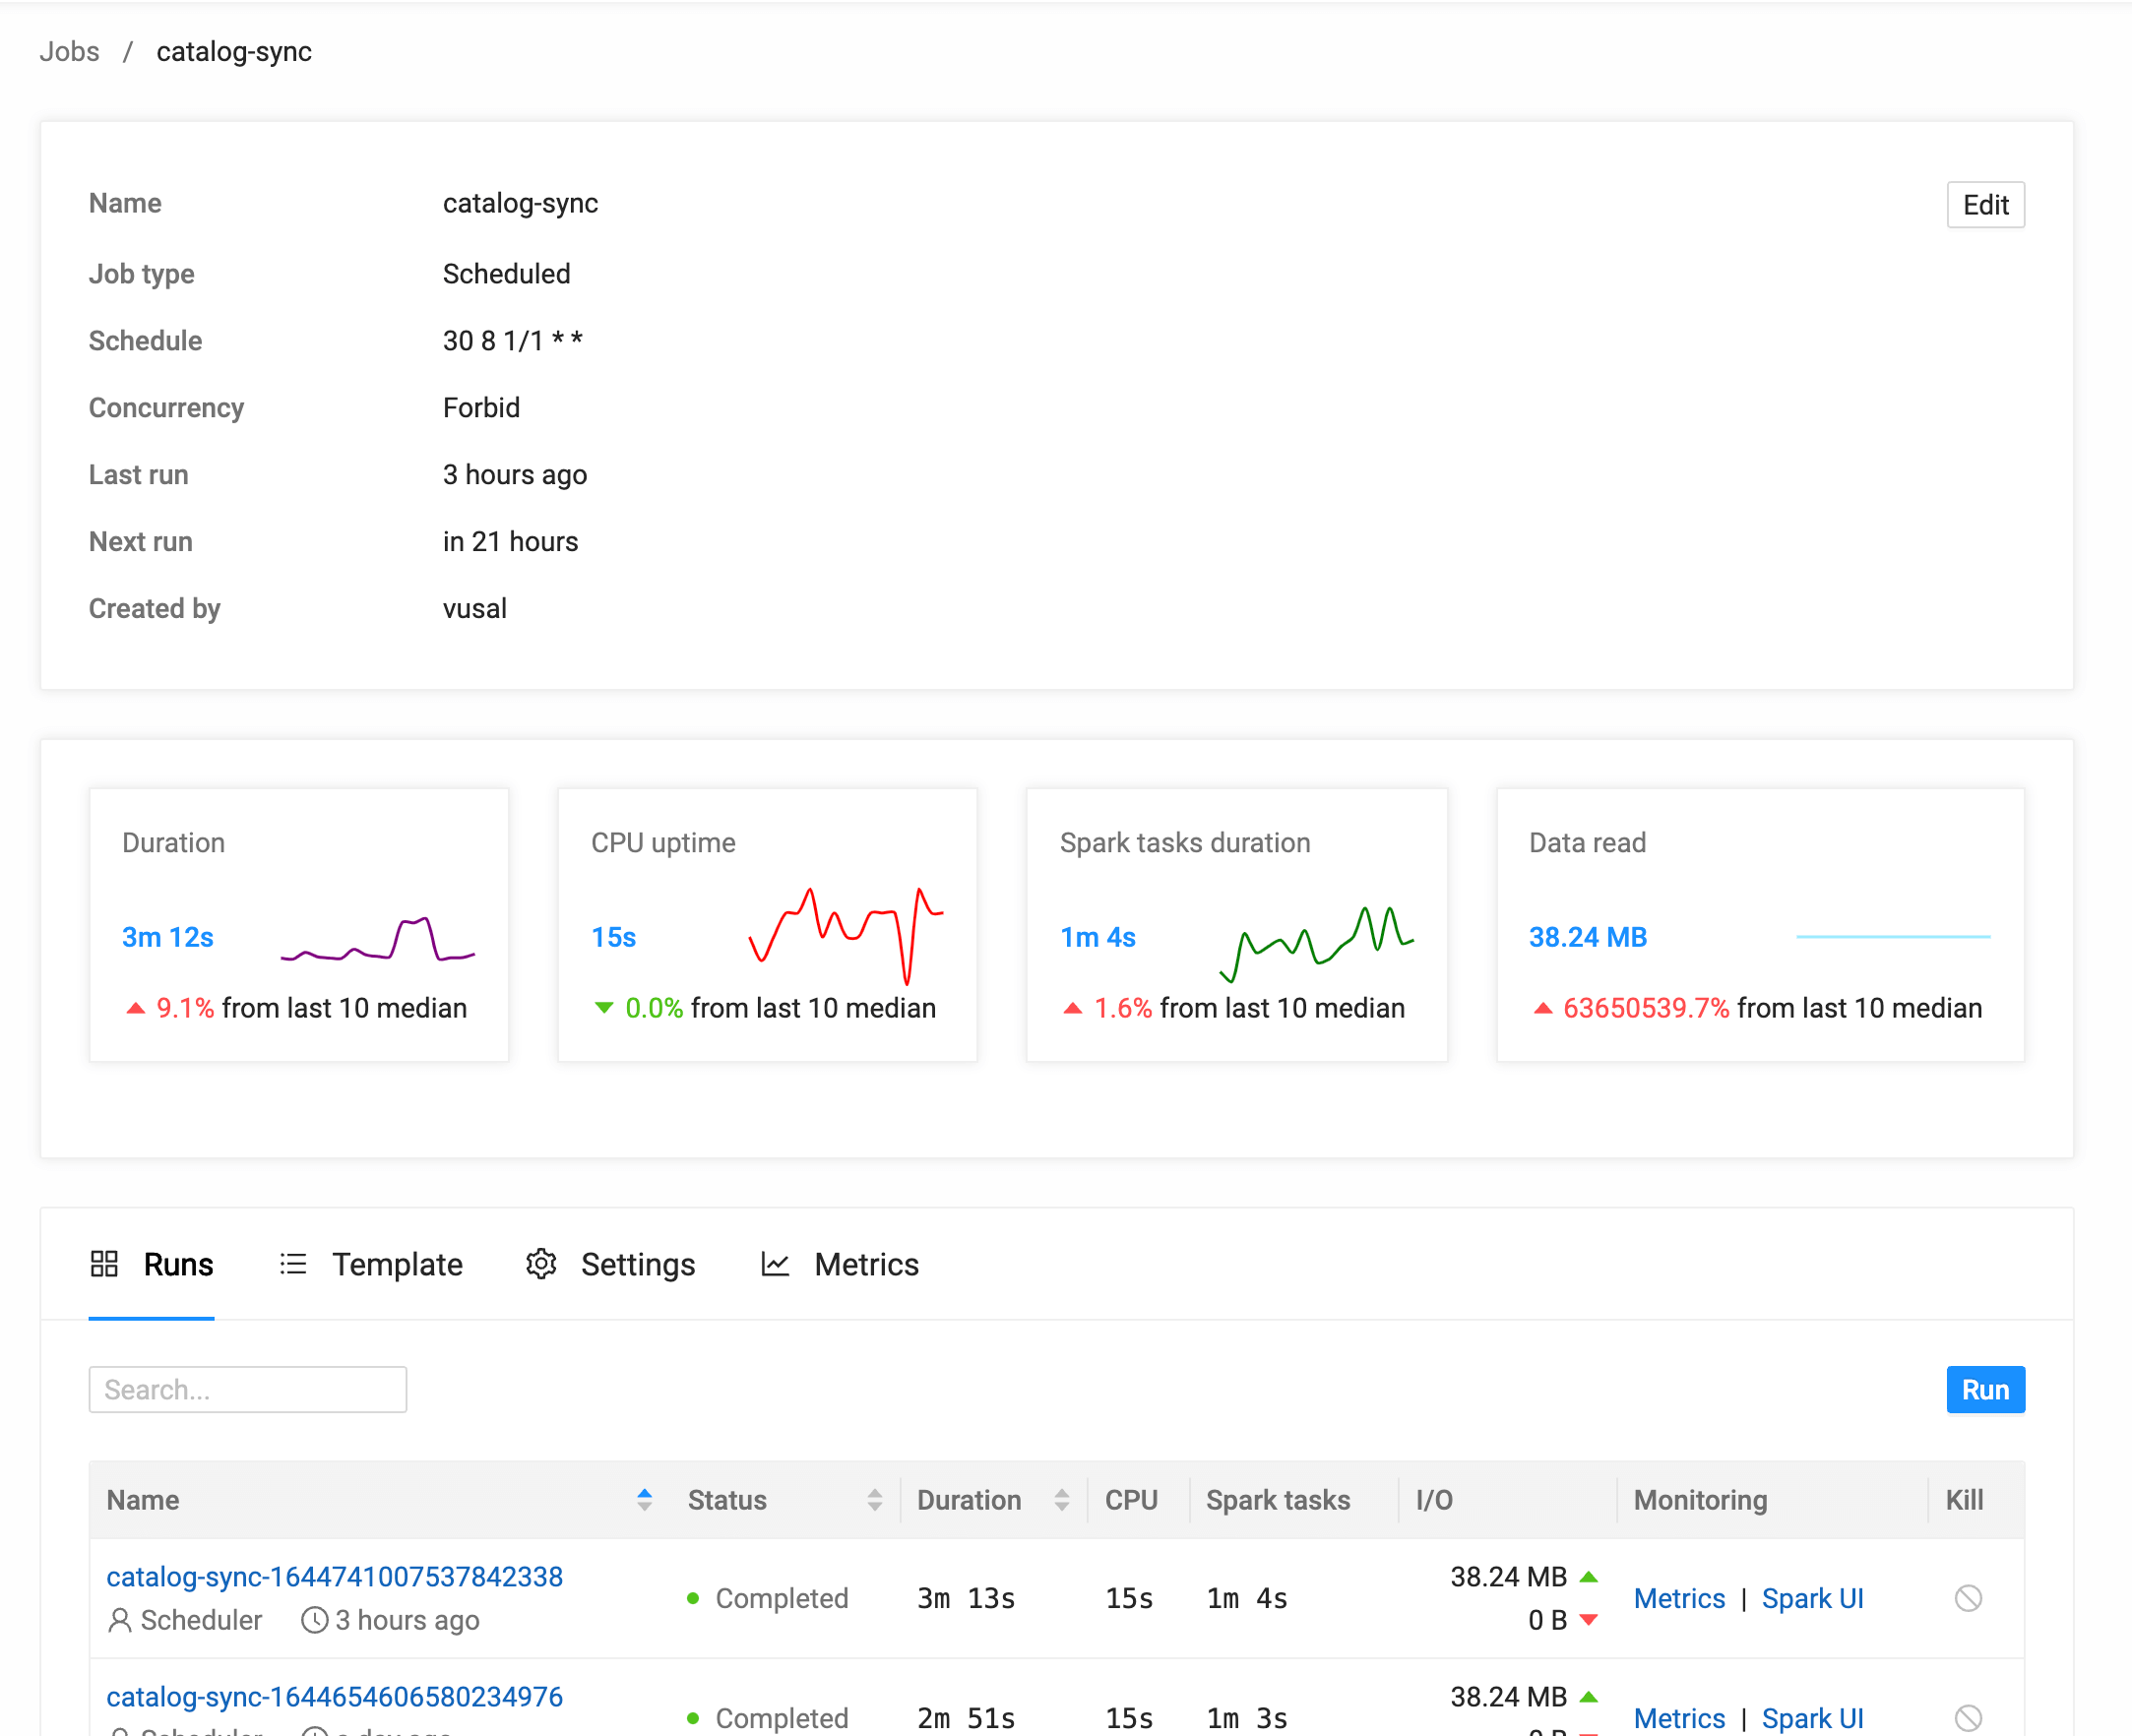 Jobs / catalog-sync
Name catalog-sync Edit
Job type Scheduled
Schedule 30 8 1/1 * *
Concurrency Forbid
Last run 3 hours ago
Next run in 21 hours
Created by vusal
Duration CPU uptime Spark tasks duration Data read
3m 12s 15s 1m 4s 38.24 MB
9.1% from last 10 median 0.0% from last 10 median 1.6% from last 10 median 63650539.7% from last 10 median
Runs Template Settings Metrics
Search... Run
Name Status Duration CPU Spark tasks I/O Monitoring Kill
catalog-sync-1644741007537842338 Completed 3m 13s 15s 1m 4s 38.24 MB Metrics | Spark UI
Scheduler 3 hours ago 0 B
catalog-sync-1644654606580234976 Completed 2m 51s 15s 1m 3s 38.24 MB Metrics | Spark UI